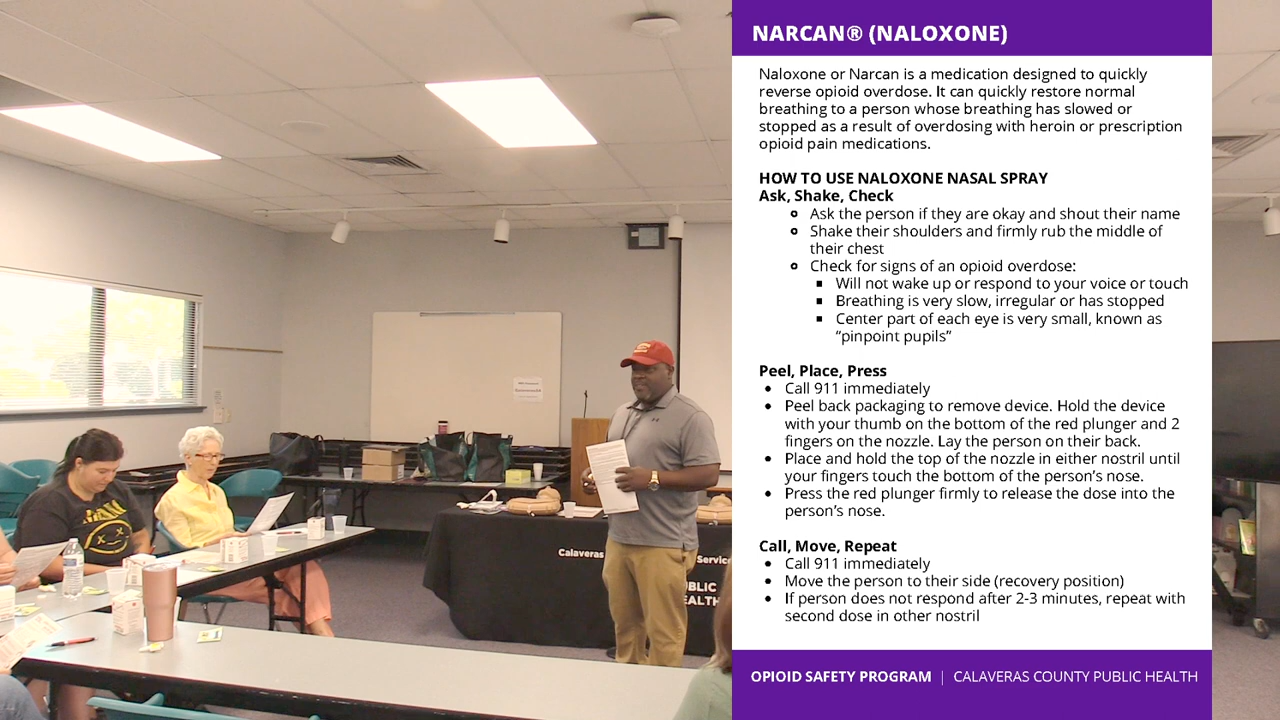 NARCAN® (NALOXONE)
Naloxone or Narcan is a medication designed to quickly
reverse opioid overdose. It can quickly restore normal
breathing to a person whose breathing has slowed or
stopped as a result of overdosing with heroin or prescription
opioid pain medications.
HOW TO USE NALOXONE NASAL SPRAY
Ask, Shake, Check
Ask the person if they are okay and shout their name
Shake their shoulders and firmly rub the middle of
their chest
Check for signs of an opioid overdose:
Will not wake up or respond to your voice or touch
Breathing is very slow, irregular or has stopped
Center part of each eye is very small, known as
“pinpoint pupils”
Peel, Place, Press
Call 911 immediately
Peel back packaging to remove device. Hold the device
with your thumb on the bottom of the red plunger and 2
fingers on the nozzle. Lay the person on their back.
Place and hold the top of the nozzle in either nostril until
your fingers touch the bottom of the person’s nose.
Press the red plunger firmly to release the dose into the
person’s nose.
Call, Move, Repeat
Call 911 immediately
Move the person to their side (recovery position)
If person does not respond after 2-3 minutes, repeat with
second dose in other nostril
OPIOID SAFETY PROGRAM | CALAVERAS COUNTY PUBLIC HEALTH
Calaveras
Service
UBLIC
EALTH